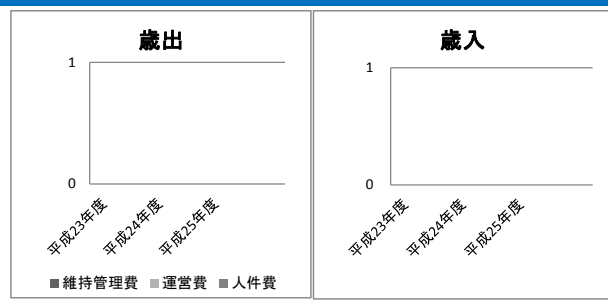 歳出
1
0
平成23年度
平成24年度
平成25年度
維持管理費 運営費 人件費
歳入
1
0
平成23年度
平成24年度
平成25年度